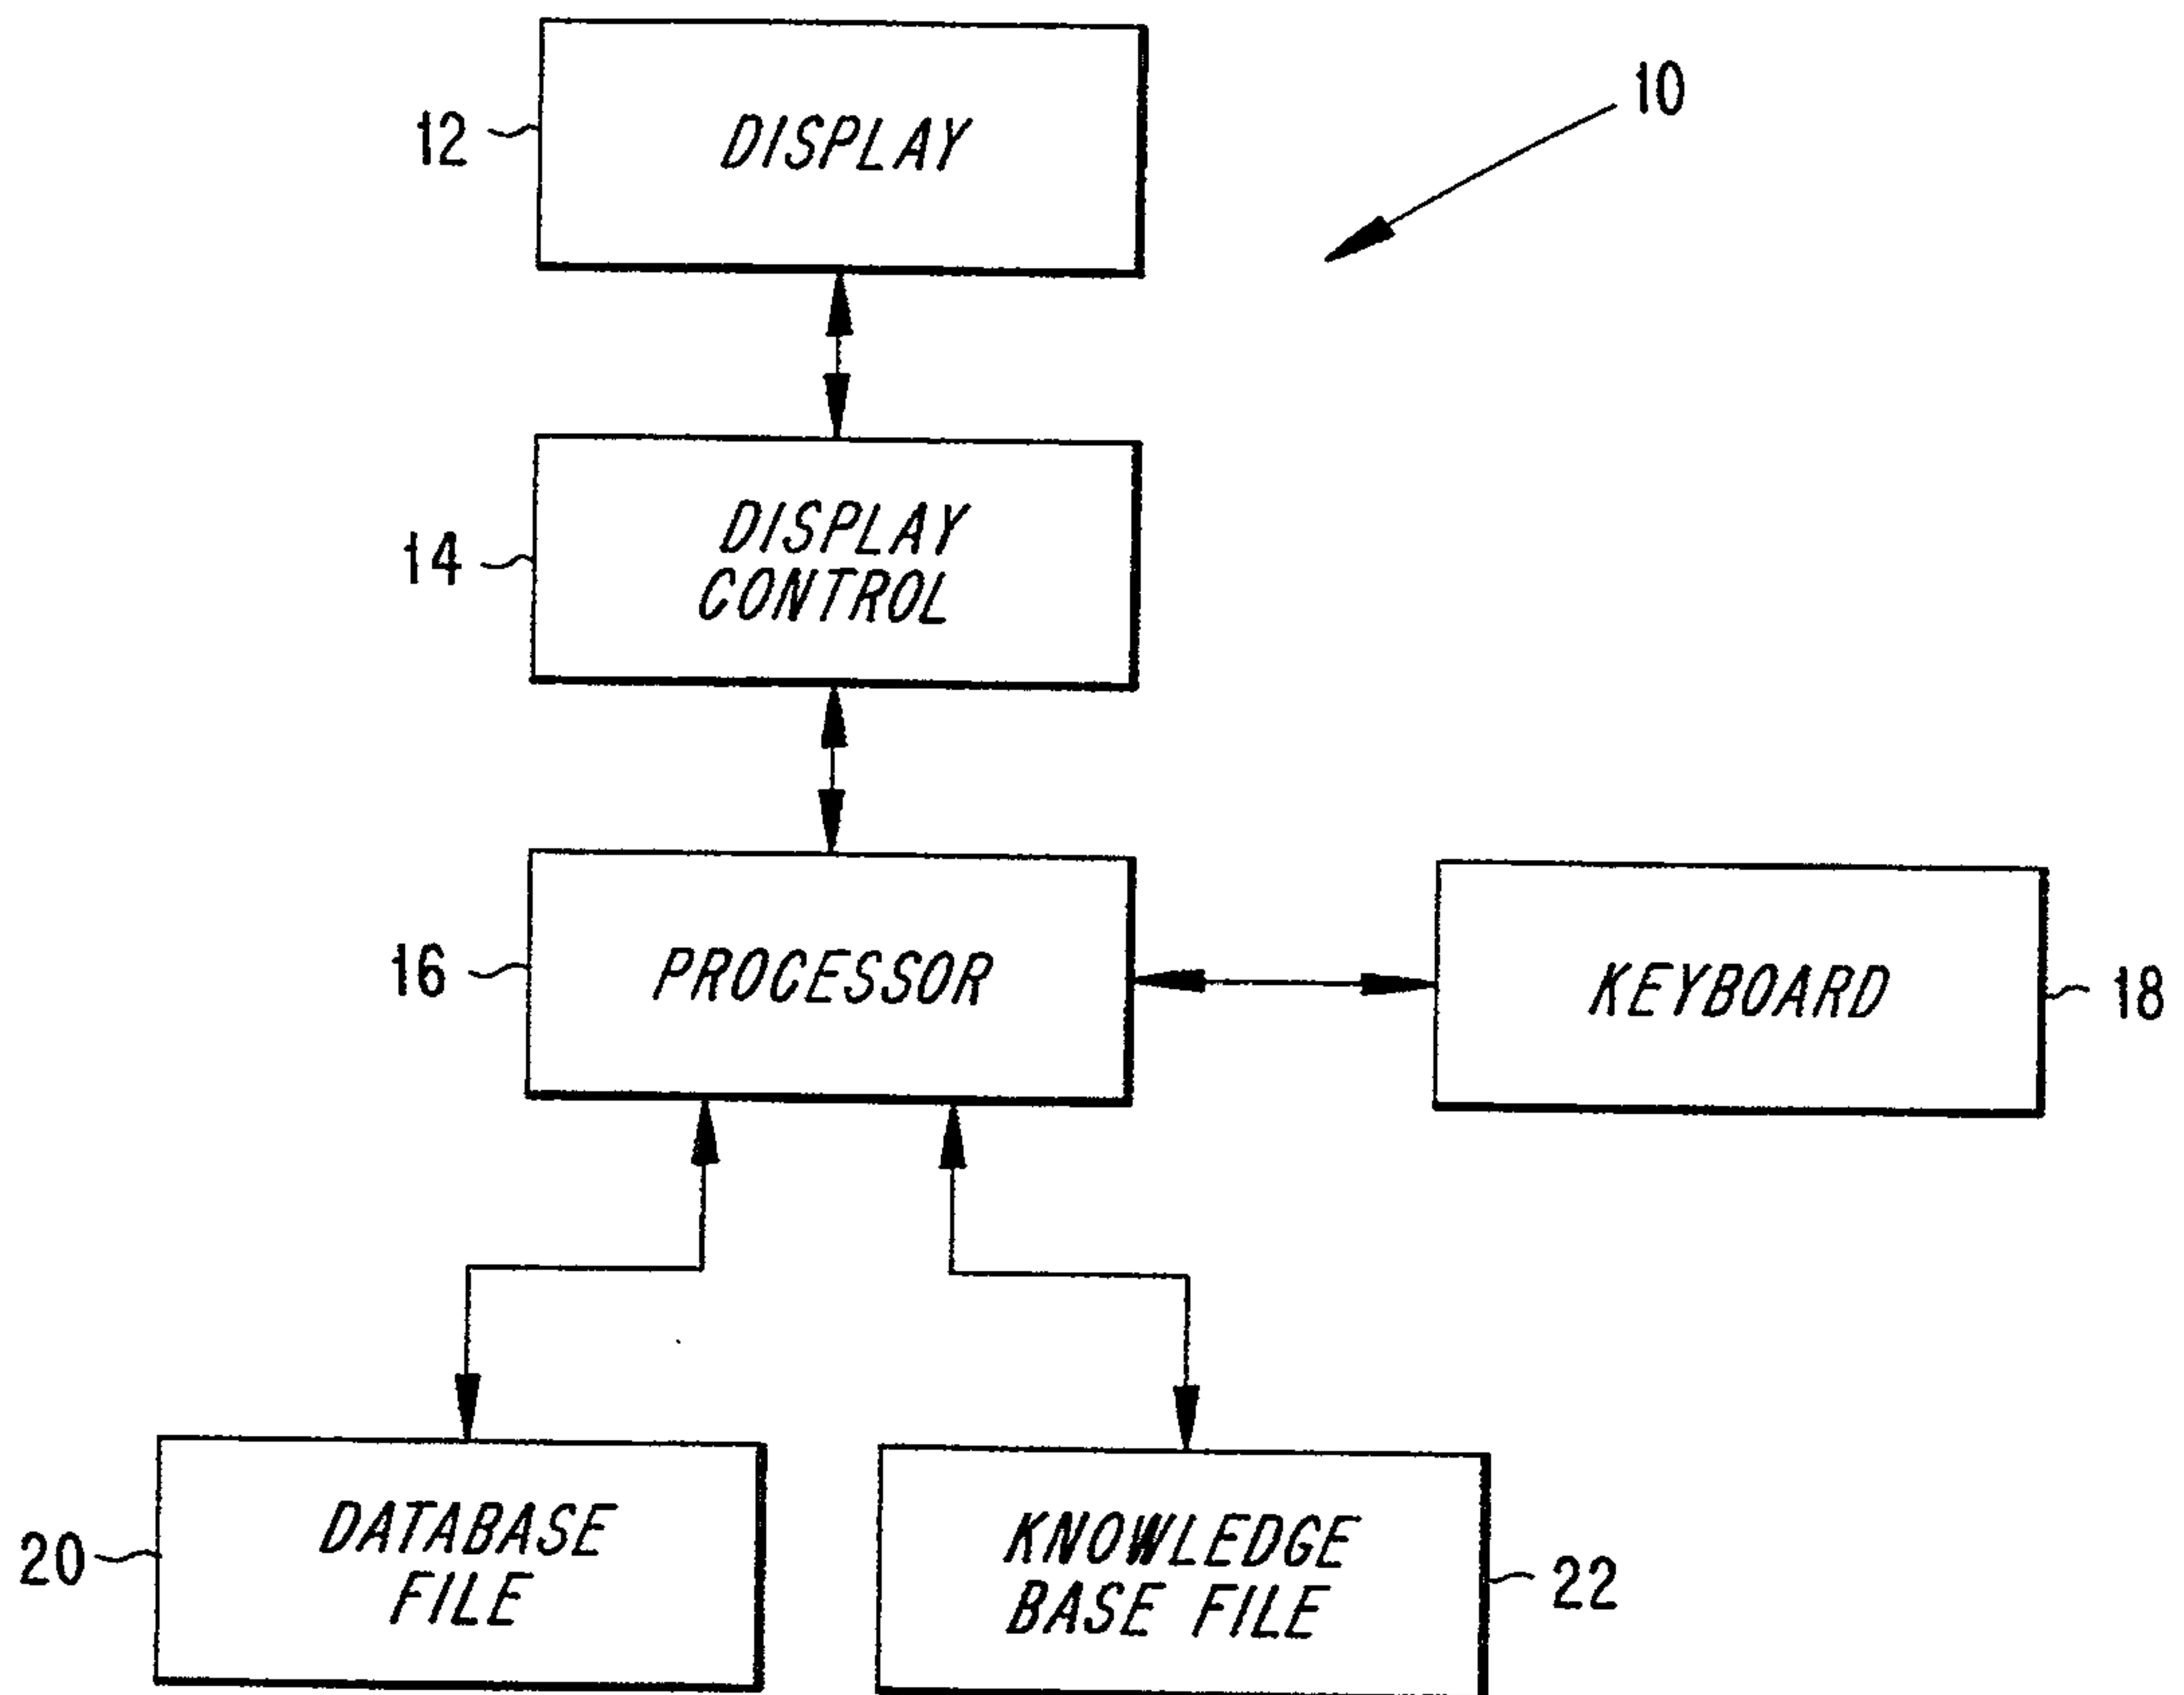 10
12
DISPLAY
14
DISPLAY
CONTROL
16
PROCESSOR
KEYBOARD
18
20
DATABASE
FILE
KNOWLEDGE
BASE FILE
22